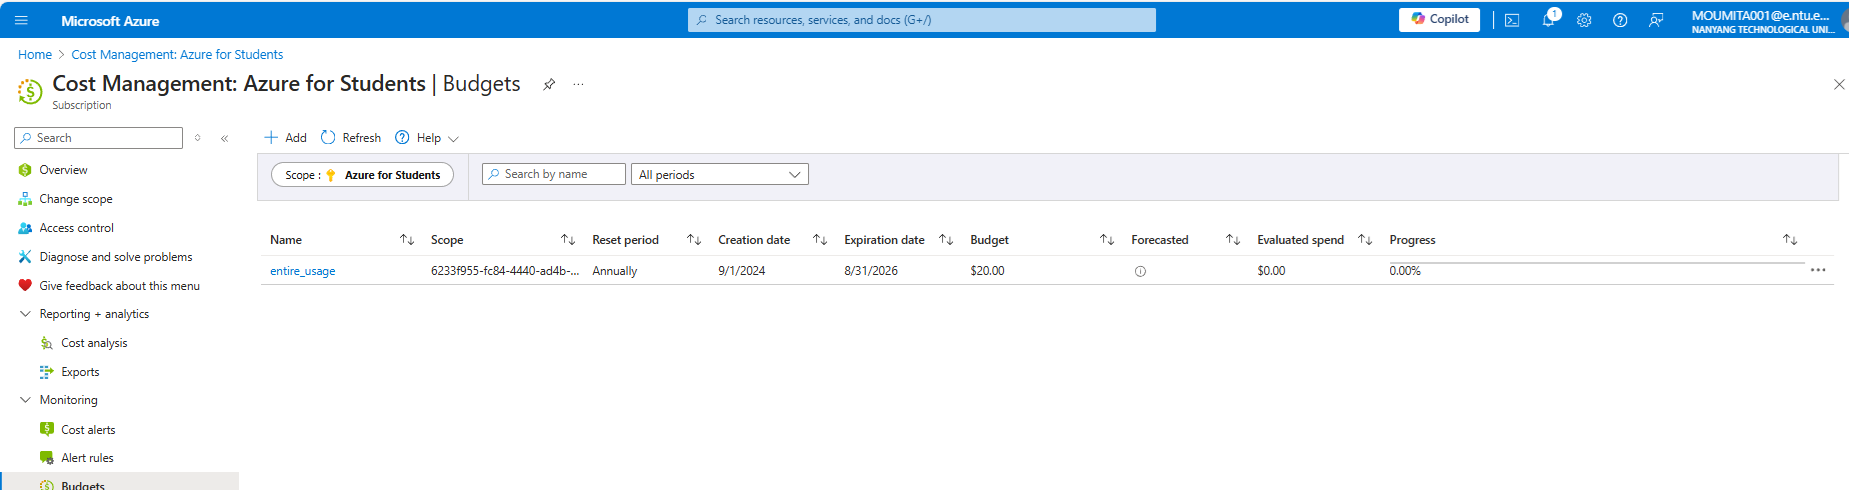 Microsoft Azure
Search resources, services, and docs (G+/)
Copilot
1
MOUMITA001@e.ntu.e...
NANYANG TECHNOLOGICAL UNI...
Home > Cost Management: Azure for Students
Cost Management: Azure for Students | Budgets
Subscription
Search
Add Refresh Help
Scope : Azure for Students
Search by name
All periods
Overview
Change scope
Access control
Diagnose and solve problems
Give feedback about this menu
Reporting + analytics
Cost analysis
Exports
Monitoring
Cost alerts
Alert rules
Budgets
Name Scope Reset period Creation date Expiration date Budget Forecasted Evaluated spend Progress
entire_usage 6233f955-fc84-4440-ad4b-... Annually 9/1/2024 8/31/2026 $20.00 $0.00 0.00%